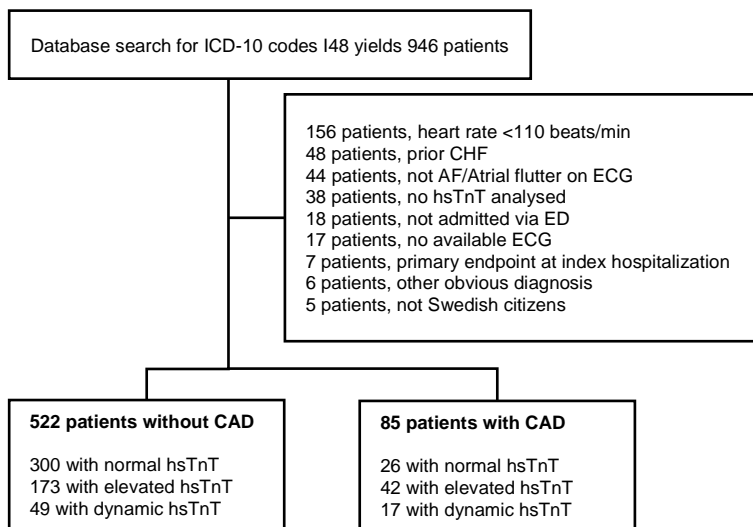 Database search for ICD-10 codes I48 yields 946 patients
156 patients, heart rate <110 beats/min
48 patients, prior CHF
44 patients, not AF/Atrial flutter on ECG
38 patients, no hsTnT analysed
18 patients, not admitted via ED
17 patients, no available ECG
7 patients, primary endpoint at index hospitalization
6 patients, other obvious diagnosis
5 patients, not Swedish citizens
522 patients without CAD
300 with normal hsTnT
173 with elevated hsTnT
49 with dynamic hsTnT
85 patients with CAD
26 with normal hsTnT
42 with elevated hsTnT
17 with dynamic hsTnT